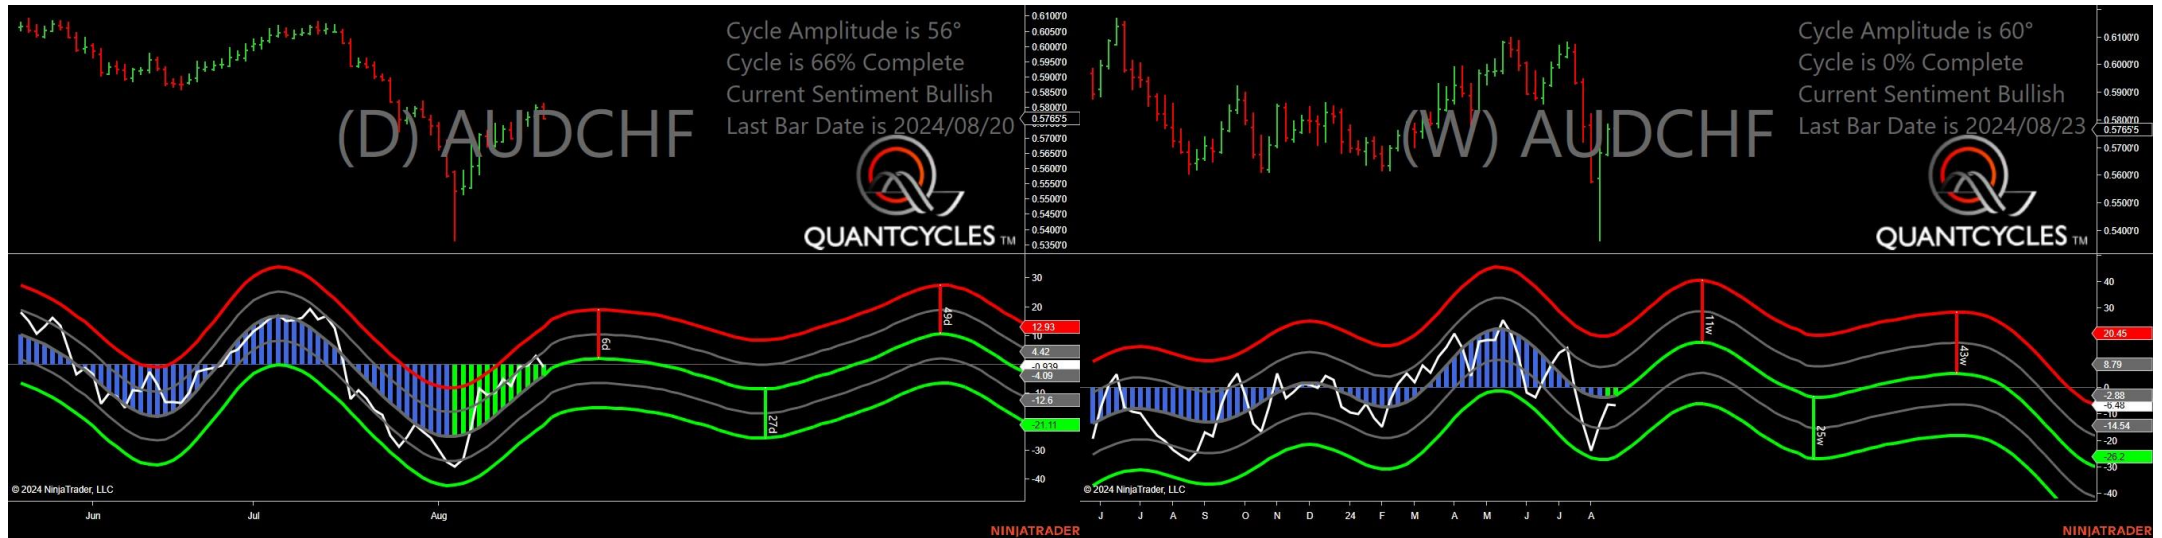 Cycle Amplitude is 56°
Cycle is 66% Complete
Current Sentiment Bullish
Last Bar Date is 2024/08/20
(D) AUDCHF
QUANTCYCLES TM
0.6100'0
0.6050'0
0.6000'0
0.5950'0
0.5900'0
0.5850'0
0.5800'0
0.5765'5
0.5700'0
0.5650'0
0.5600'0
0.5550'0
0.5500'0
0.5450'0
0.5400'0
0.5350'0
30
20
12.93
10
4.42
-0.939
-4.09
-10
-12.6
-21.11
-30
-40
6d
27d
49d
© 2024 NinjaTrader, LLC
Jun
Jul
Aug
NINJATRADER
Cycle Amplitude is 60°
Cycle is 0% Complete
Current Sentiment Bullish
Last Bar Date is 2024/08/23
(W) AUDCHF
QUANTCYCLES TM
0.6100'0
0.6000'0
0.5900'0
0.5800'0
0.5765'5
0.5700'0
0.5600'0
0.5500'0
0.5400'0
40
30
20.45
8.79
0
-2.88
-6.48
-10
-14.54
-20
-26.2
-30
-40
11w
25w
43w
© 2024 NinjaTrader, LLC
J
J
A
S
O
N
D
24
F
M
A
M
J
J
A
NINJATRADER